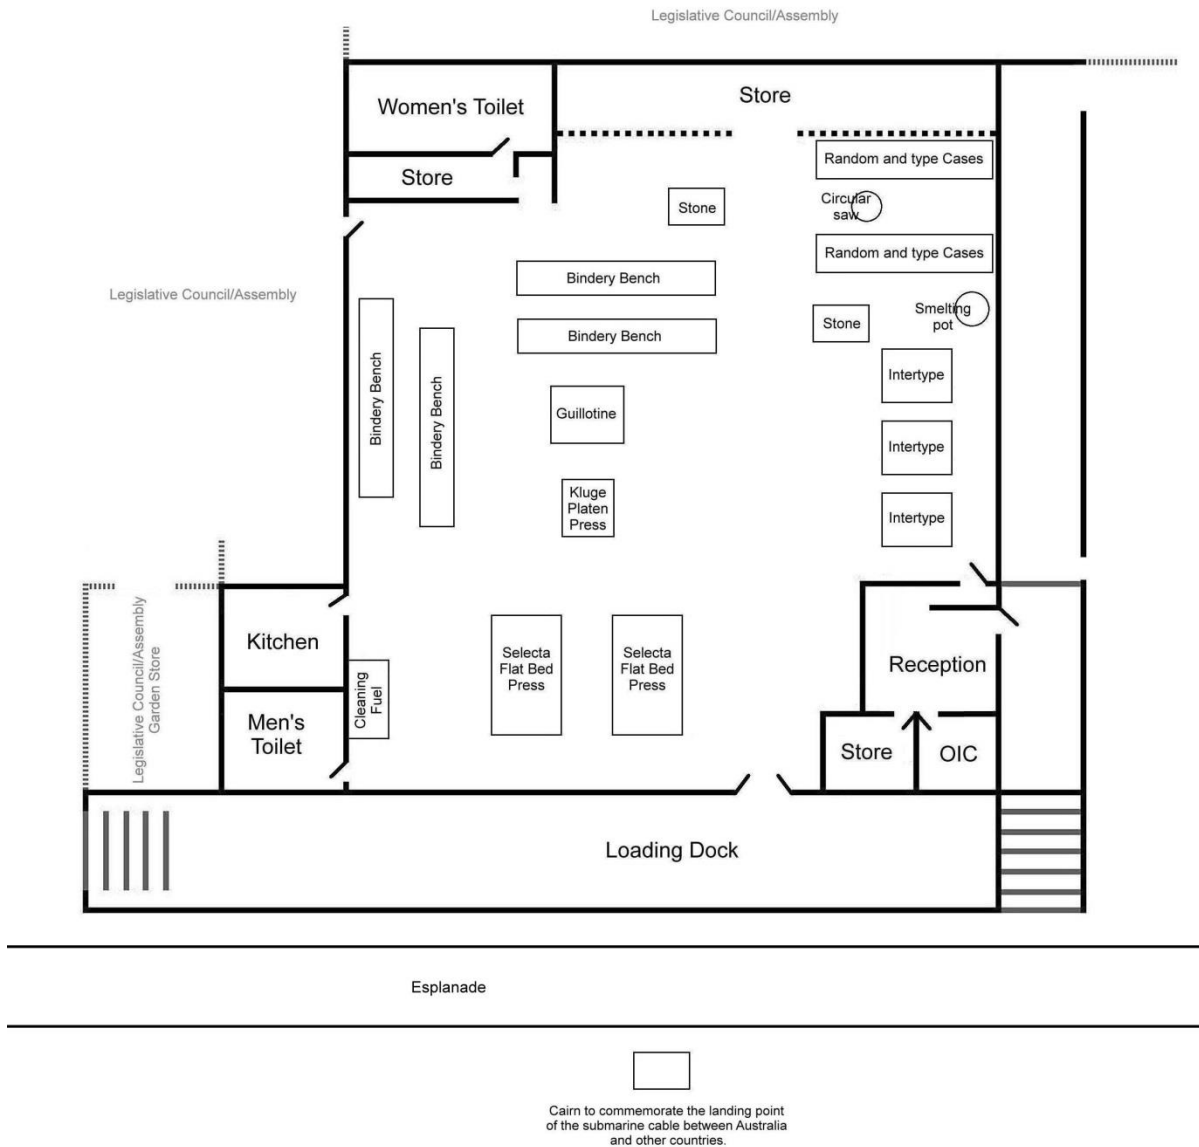 Legislative Council/Assembly
Women's Toilet
Store
Store
Random and type Cases
Circular
saw
Stone
Random and type Cases
Legislative Council/Assembly
Bindery Bench
Bindery Bench
Stone
Smelting
pot
Bindery Bench
Bindery Bench
Intertype
Guillotine
Intertype
Kluge
Platen
Press
Intertype
Legislative Council/Assembly
Garden Store
Kitchen
Cleaning
Fuel
Men's
Toilet
Selecta
Flat Bed
Press
Selecta
Flat Bed
Press
Reception
Store
OIC
Loading Dock
Esplanade
Cairn to commemorate the landing point
of the submarine cable between Australia
and other countries.